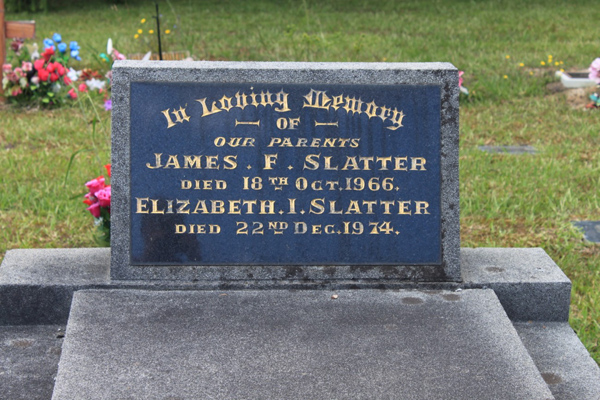 In Loving Memory
— OF —
OUR PARENTS
JAMES. F. SLATTER
DIED 18TH OCT. 1966.
ELIZABETH. I. SLATTER
DIED 22ND DEC. 1974.